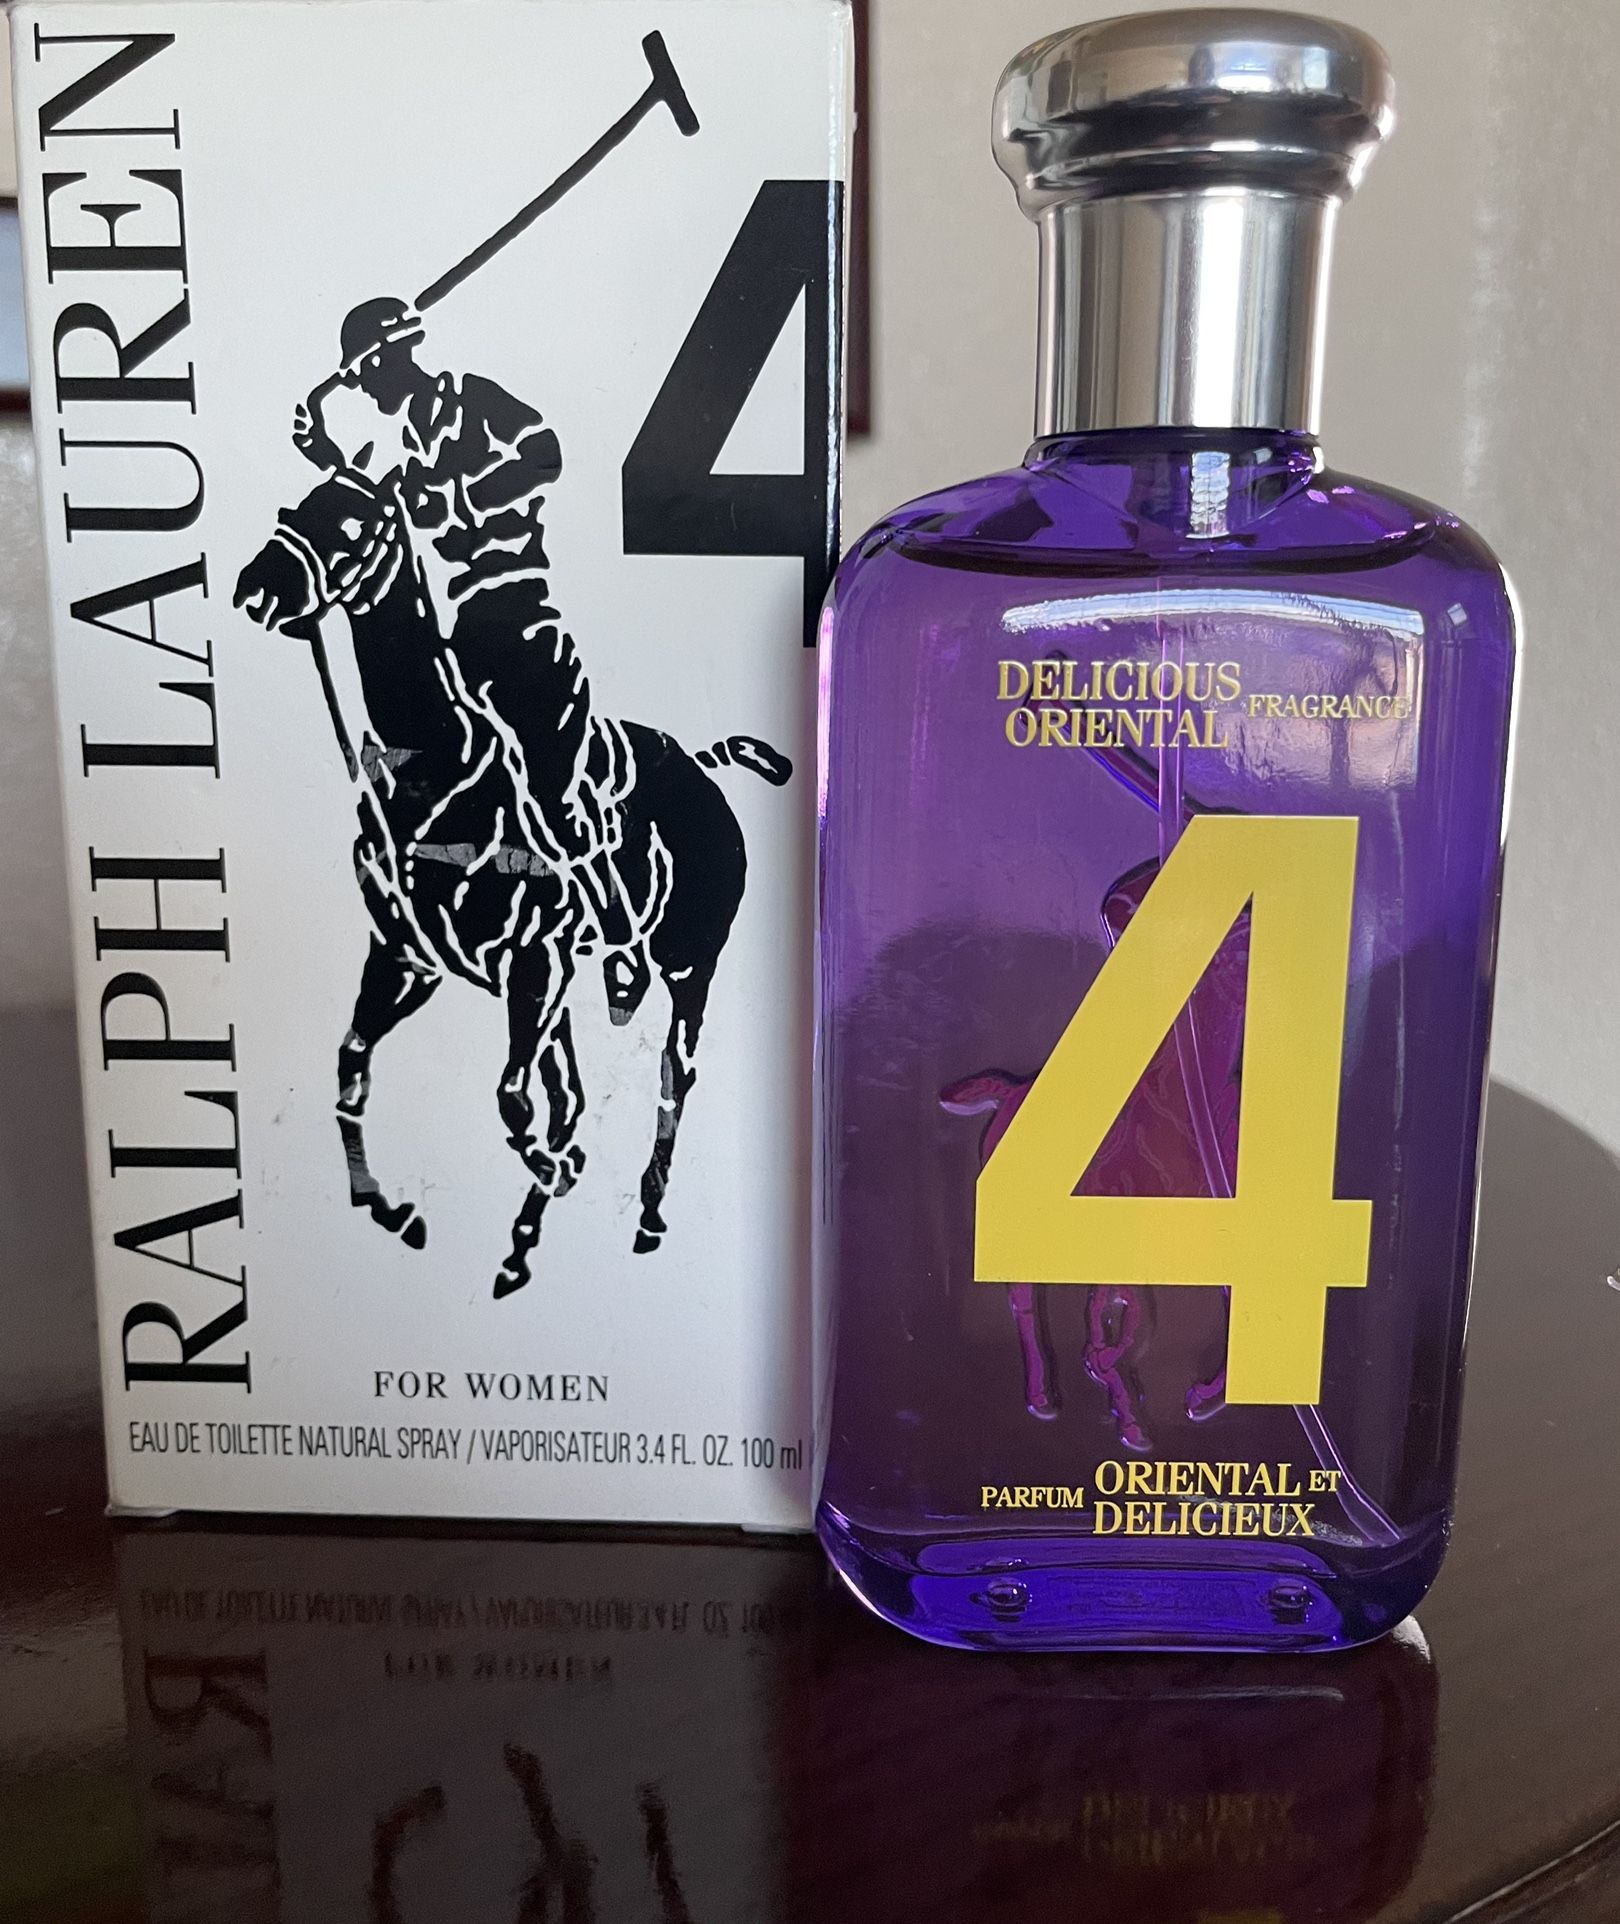 RALPH LAUREN
4
FOR WOMEN
EAU DE TOILETTE NATURAL SPRAY / VAPORISATEUR 3.4 FL. OZ. 100 ml
DELICIOUS
ORIENTAL FRAGRANCE
4
PARFUM ORIENTAL ET
DELICIEUX